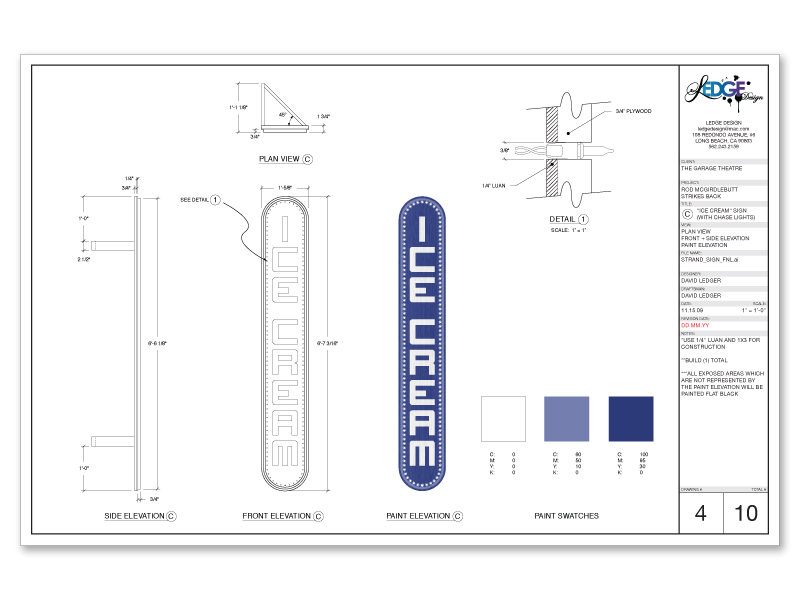 1'-1 1/8"
45°
1 3/4"
3/4"
PLAN VIEW C
3/4" PLYWOOD
3/8"
1/4" LUAN
DETAIL 1
SCALE: 1" = 1"
1/4"
3/4"
1'-0"
2 1/2"
6'-6 1/8"
1'-0"
3/4"
SIDE ELEVATION C
SEE DETAIL 1
1'-5/8"
ICE CREAM
6'-7 3/16"
FRONT ELEVATION C
ICE CREAM
PAINT ELEVATION C
C: 0
M: 0
Y: 0
K: 0
C: 60
M: 50
Y: 10
K: 0
C: 100
M: 95
Y: 30
K: 0
PAINT SWATCHES
LEDGE
Design
LEDGE DESIGN
ledgedesign@mac.com
108 REDONDO AVENUE, #6
LONG BEACH, CA 90803
562.243.2159
CLIENT:
THE GARAGE THEATRE
PROJECT:
ROD MCGIRDLEBUTT
STRIKES BACK
TITLE:
C "ICE CREAM" SIGN
(WITH CHASE LIGHTS)
VIEW:
PLAN VIEW
FRONT + SIDE ELEVATION
PAINT ELEVATION
FILE NAME:
STRAND_SIGN_FNL.ai
DESIGNER:
DAVID LEDGER
DRAFTSMAN:
DAVID LEDGER
DATE: SCALE:
11.15.09 1" = 1'-0"
REVISION DATE:
DD.MM.YY
NOTES:
*USE 1/4" LUAN AND 1X3 FOR
CONSTRUCTION
**BUILD (1) TOTAL
***ALL EXPOSED AREAS WHICH
ARE NOT REPRESENTED BY
THE PAINT ELEVATION WILL BE
PAINTED FLAT BLACK
DRAWING # TOTAL #
4 10